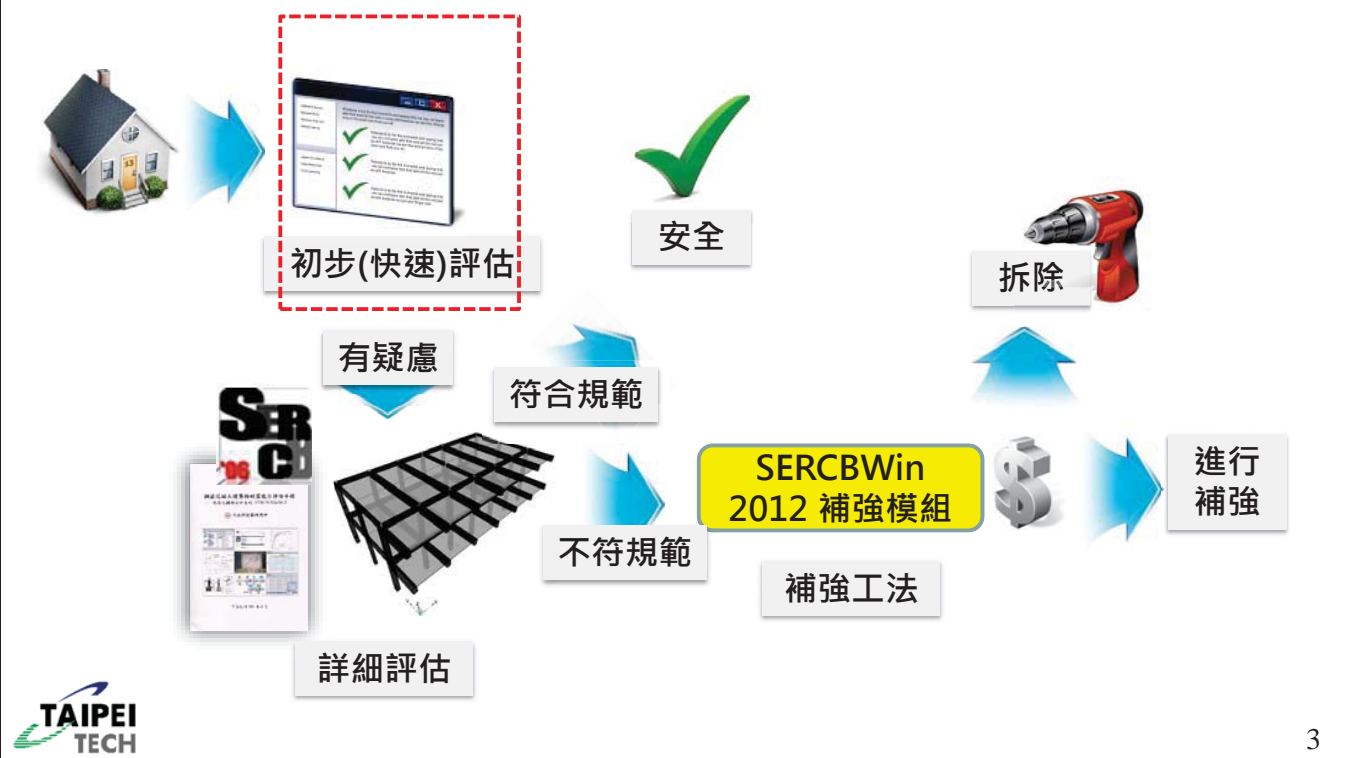 初步(快速)評估
安全
拆除
有疑慮
符合規範
SERCB
'06
SERCBWin
2012 補強模組
進行
補強
不符規範
補強工法
詳細評估
TAIPEI
TECH
3